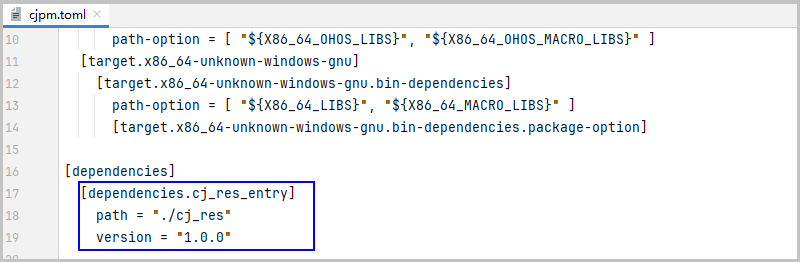 cjpm.toml
10 path-option = [ "${X86_64_OHOS_LIBS}", "${X86_64_OHOS_MACRO_LIBS}" ]
11 [target.x86_64-unknown-windows-gnu]
12 [target.x86_64-unknown-windows-gnu.bin-dependencies]
13 path-option = [ "${X86_64_LIBS}", "${X86_64_MACRO_LIBS}" ]
14 [target.x86_64-unknown-windows-gnu.bin-dependencies.package-option]
15
16 [dependencies]
17 [dependencies.cj_res_entry]
18 path = "./cj_res"
19 version = "1.0.0"